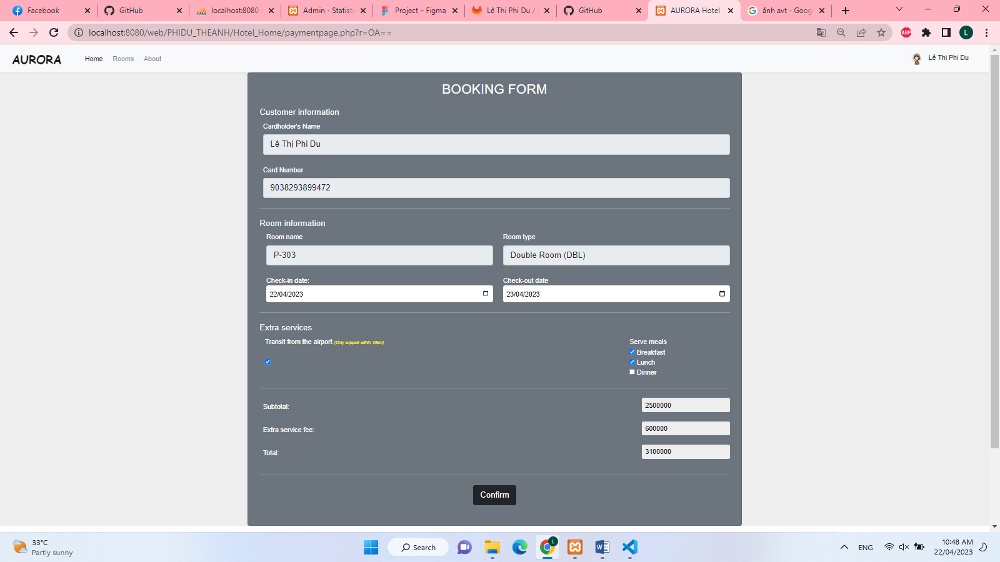 Facebook
GitHub
localhost:8080
Admin - Statist
Project – Figma
Lê Thị Phi Du /
GitHub
AURORA Hotel
ảnh avt - Goog
localhost:8080/web/PHIDU_THEANH/Hotel_Home/paymentpage.php?r=OA==
ABP
L
AURORA
Home
Rooms
About
Lê Thị Phi Du
BOOKING FORM
Customer information
Cardholder's Name
Lê Thị Phi Du
Card Number
9038293899472
Room information
Room name
Room type
P-303
Double Room (DBL)
Check-in date:
Check-out date
22/04/2023
23/04/2023
Extra services
Transit from the airport (Only support within 10km)
Serve meals
Breakfast
Lunch
Dinner
Subtotal:
2500000
Extra service fee:
600000
Total:
3100000
Confirm
33°C
Partly sunny
Search
L
ENG
10:48 AM
22/04/2023